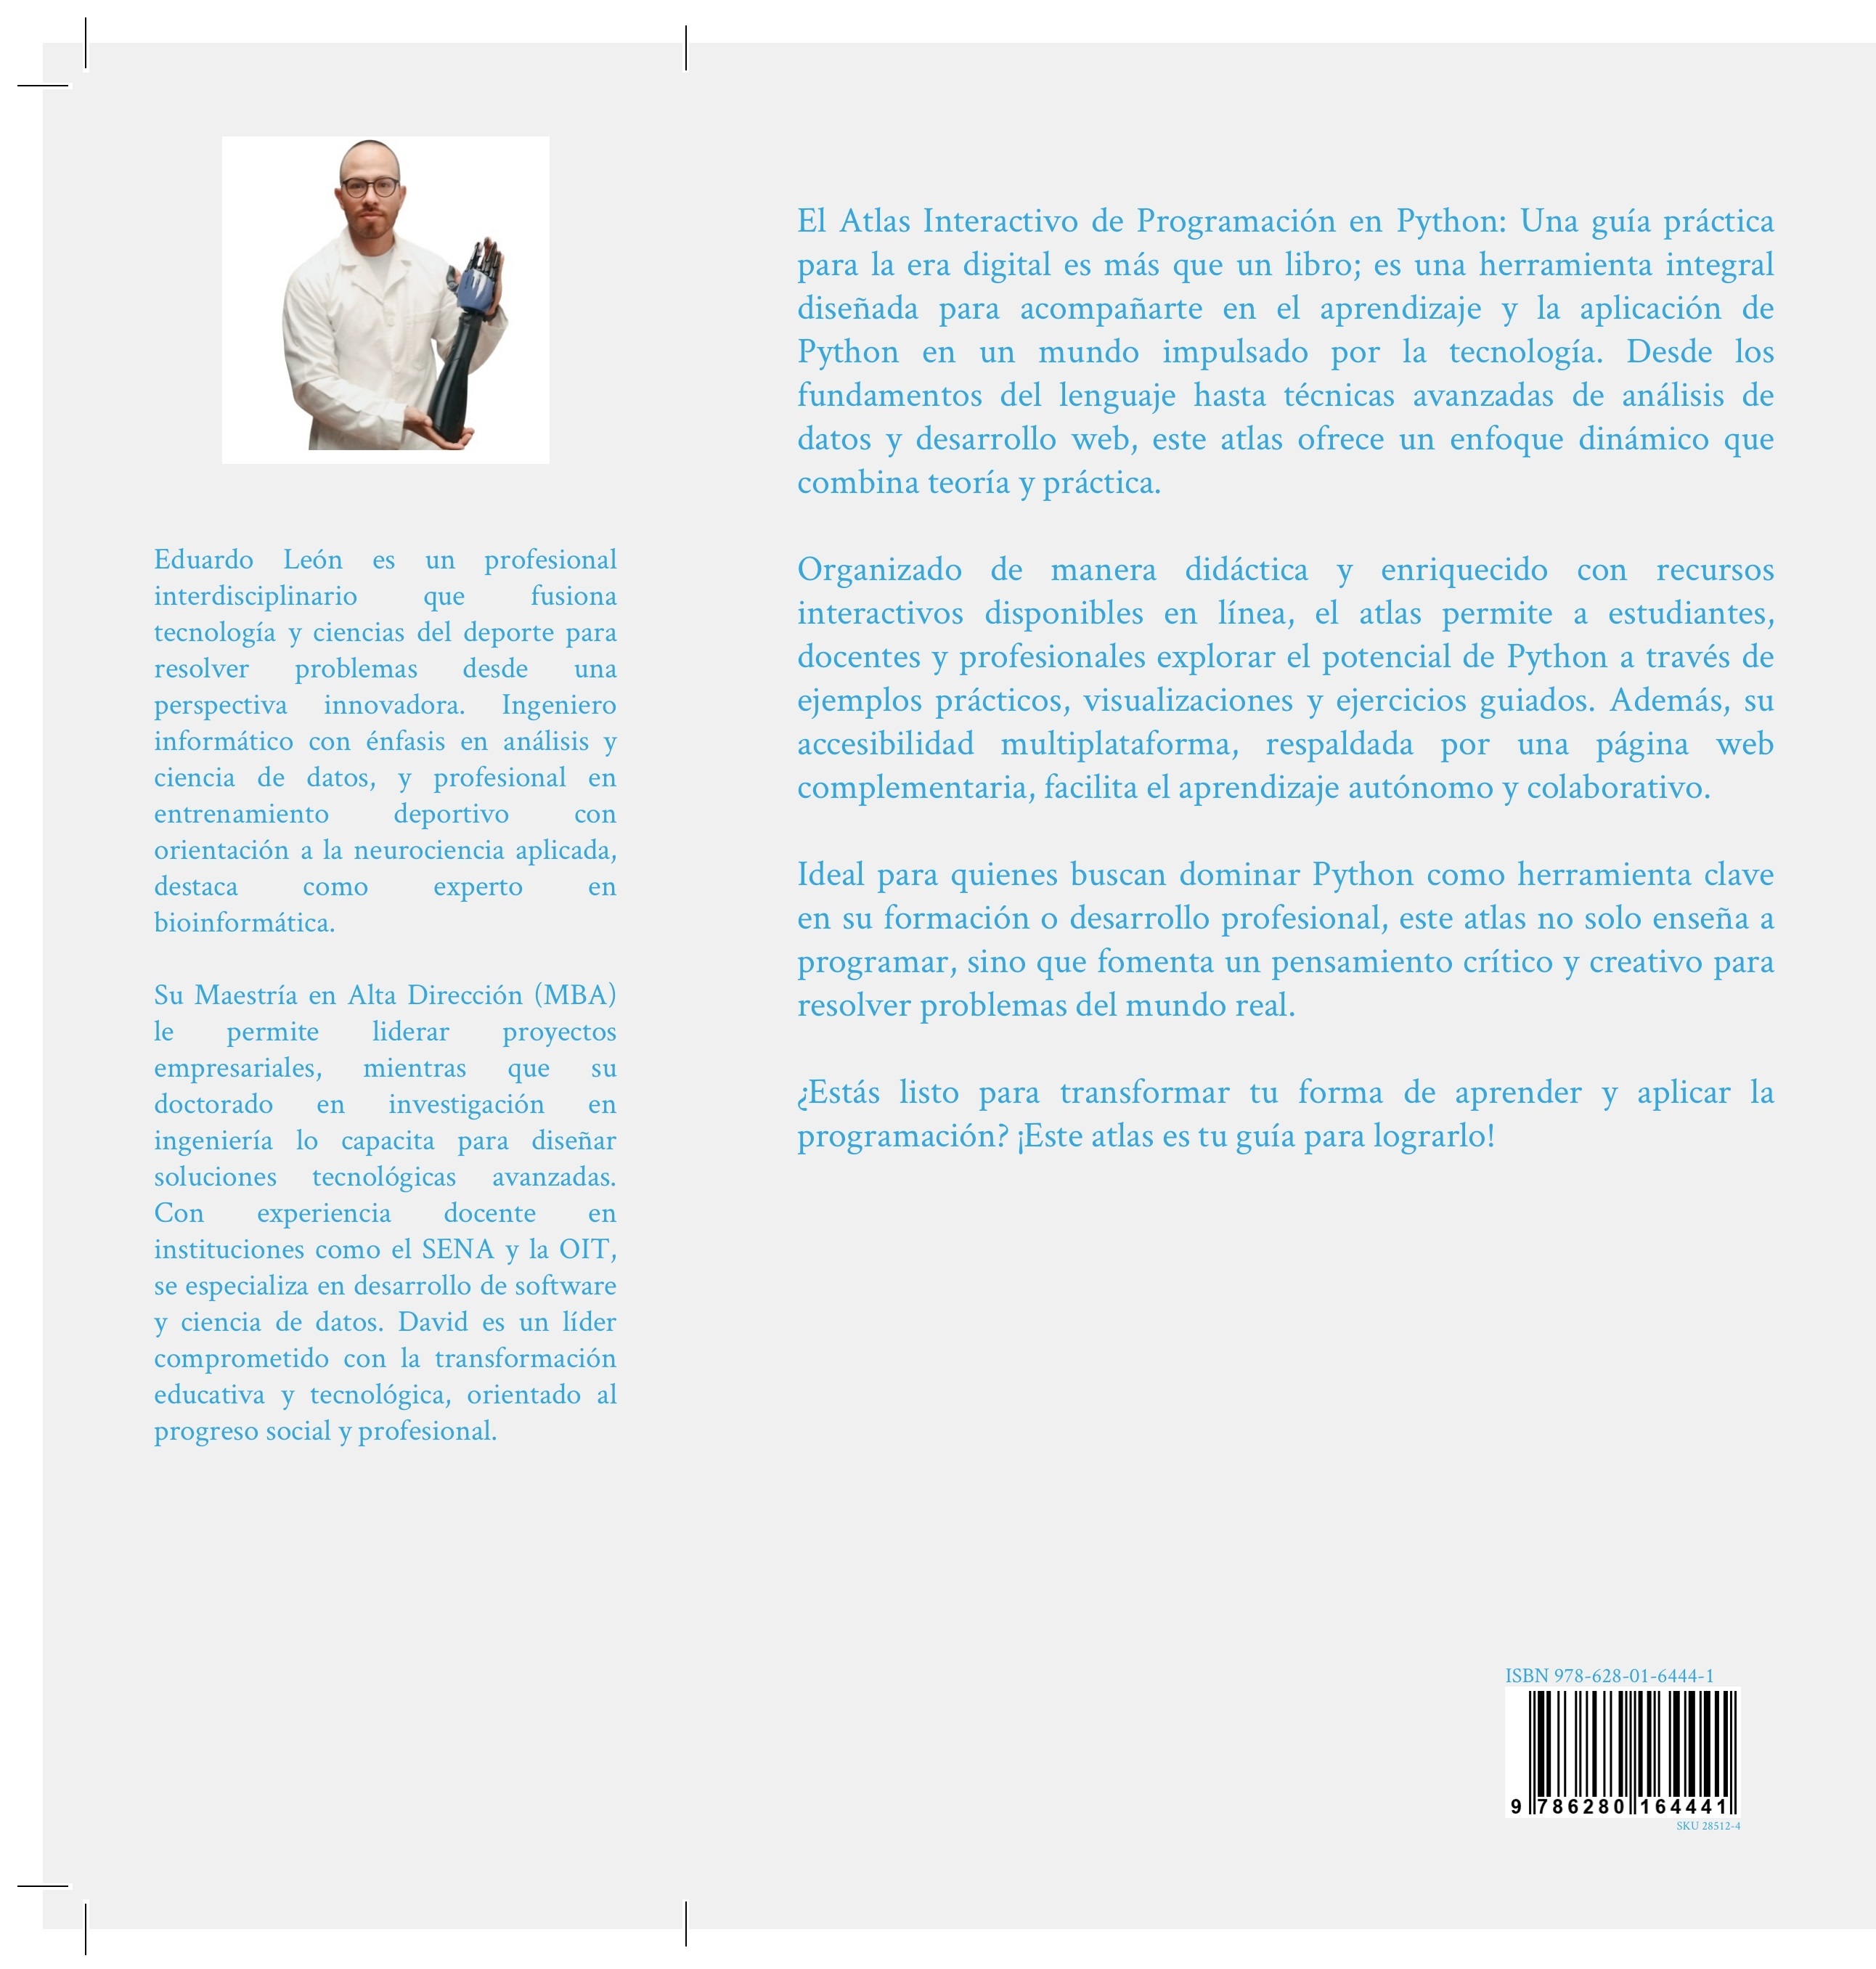 Eduardo León es un profesional
interdisciplinario que fusiona
tecnología y ciencias del deporte para
resolver problemas desde una
perspectiva innovadora. Ingeniero
informático con énfasis en análisis y
ciencia de datos, y profesional en
entrenamiento deportivo con
orientación a la neurociencia aplicada,
destaca como experto en
bioinformática.
Su Maestría en Alta Dirección (MBA)
le permite liderar proyectos
empresariales, mientras que su
doctorado en investigación en
ingeniería lo capacita para diseñar
soluciones tecnológicas avanzadas.
Con experiencia docente en
instituciones como el SENA y la OIT,
se especializa en desarrollo de software
y ciencia de datos. David es un líder
comprometido con la transformación
educativa y tecnológica, orientado al
progreso social y profesional.
El Atlas Interactivo de Programación en Python: Una guía práctica
para la era digital es más que un libro; es una herramienta integral
diseñada para acompañarte en el aprendizaje y la aplicación de
Python en un mundo impulsado por la tecnología. Desde los
fundamentos del lenguaje hasta técnicas avanzadas de análisis de
datos y desarrollo web, este atlas ofrece un enfoque dinámico que
combina teoría y práctica.
Organizado de manera didáctica y enriquecido con recursos
interactivos disponibles en línea, el atlas permite a estudiantes,
docentes y profesionales explorar el potencial de Python a través de
ejemplos prácticos, visualizaciones y ejercicios guiados. Además, su
accesibilidad multiplataforma, respaldada por una página web
complementaria, facilita el aprendizaje autónomo y colaborativo.
Ideal para quienes buscan dominar Python como herramienta clave
en su formación o desarrollo profesional, este atlas no solo enseña a
programar, sino que fomenta un pensamiento crítico y creativo para
resolver problemas del mundo real.
¿Estás listo para transformar tu forma de aprender y aplicar la
programación? ¡Este atlas es tu guía para lograrlo!
ISBN 978-628-01-6444-1
9 786280 164441
SKU 28512-4